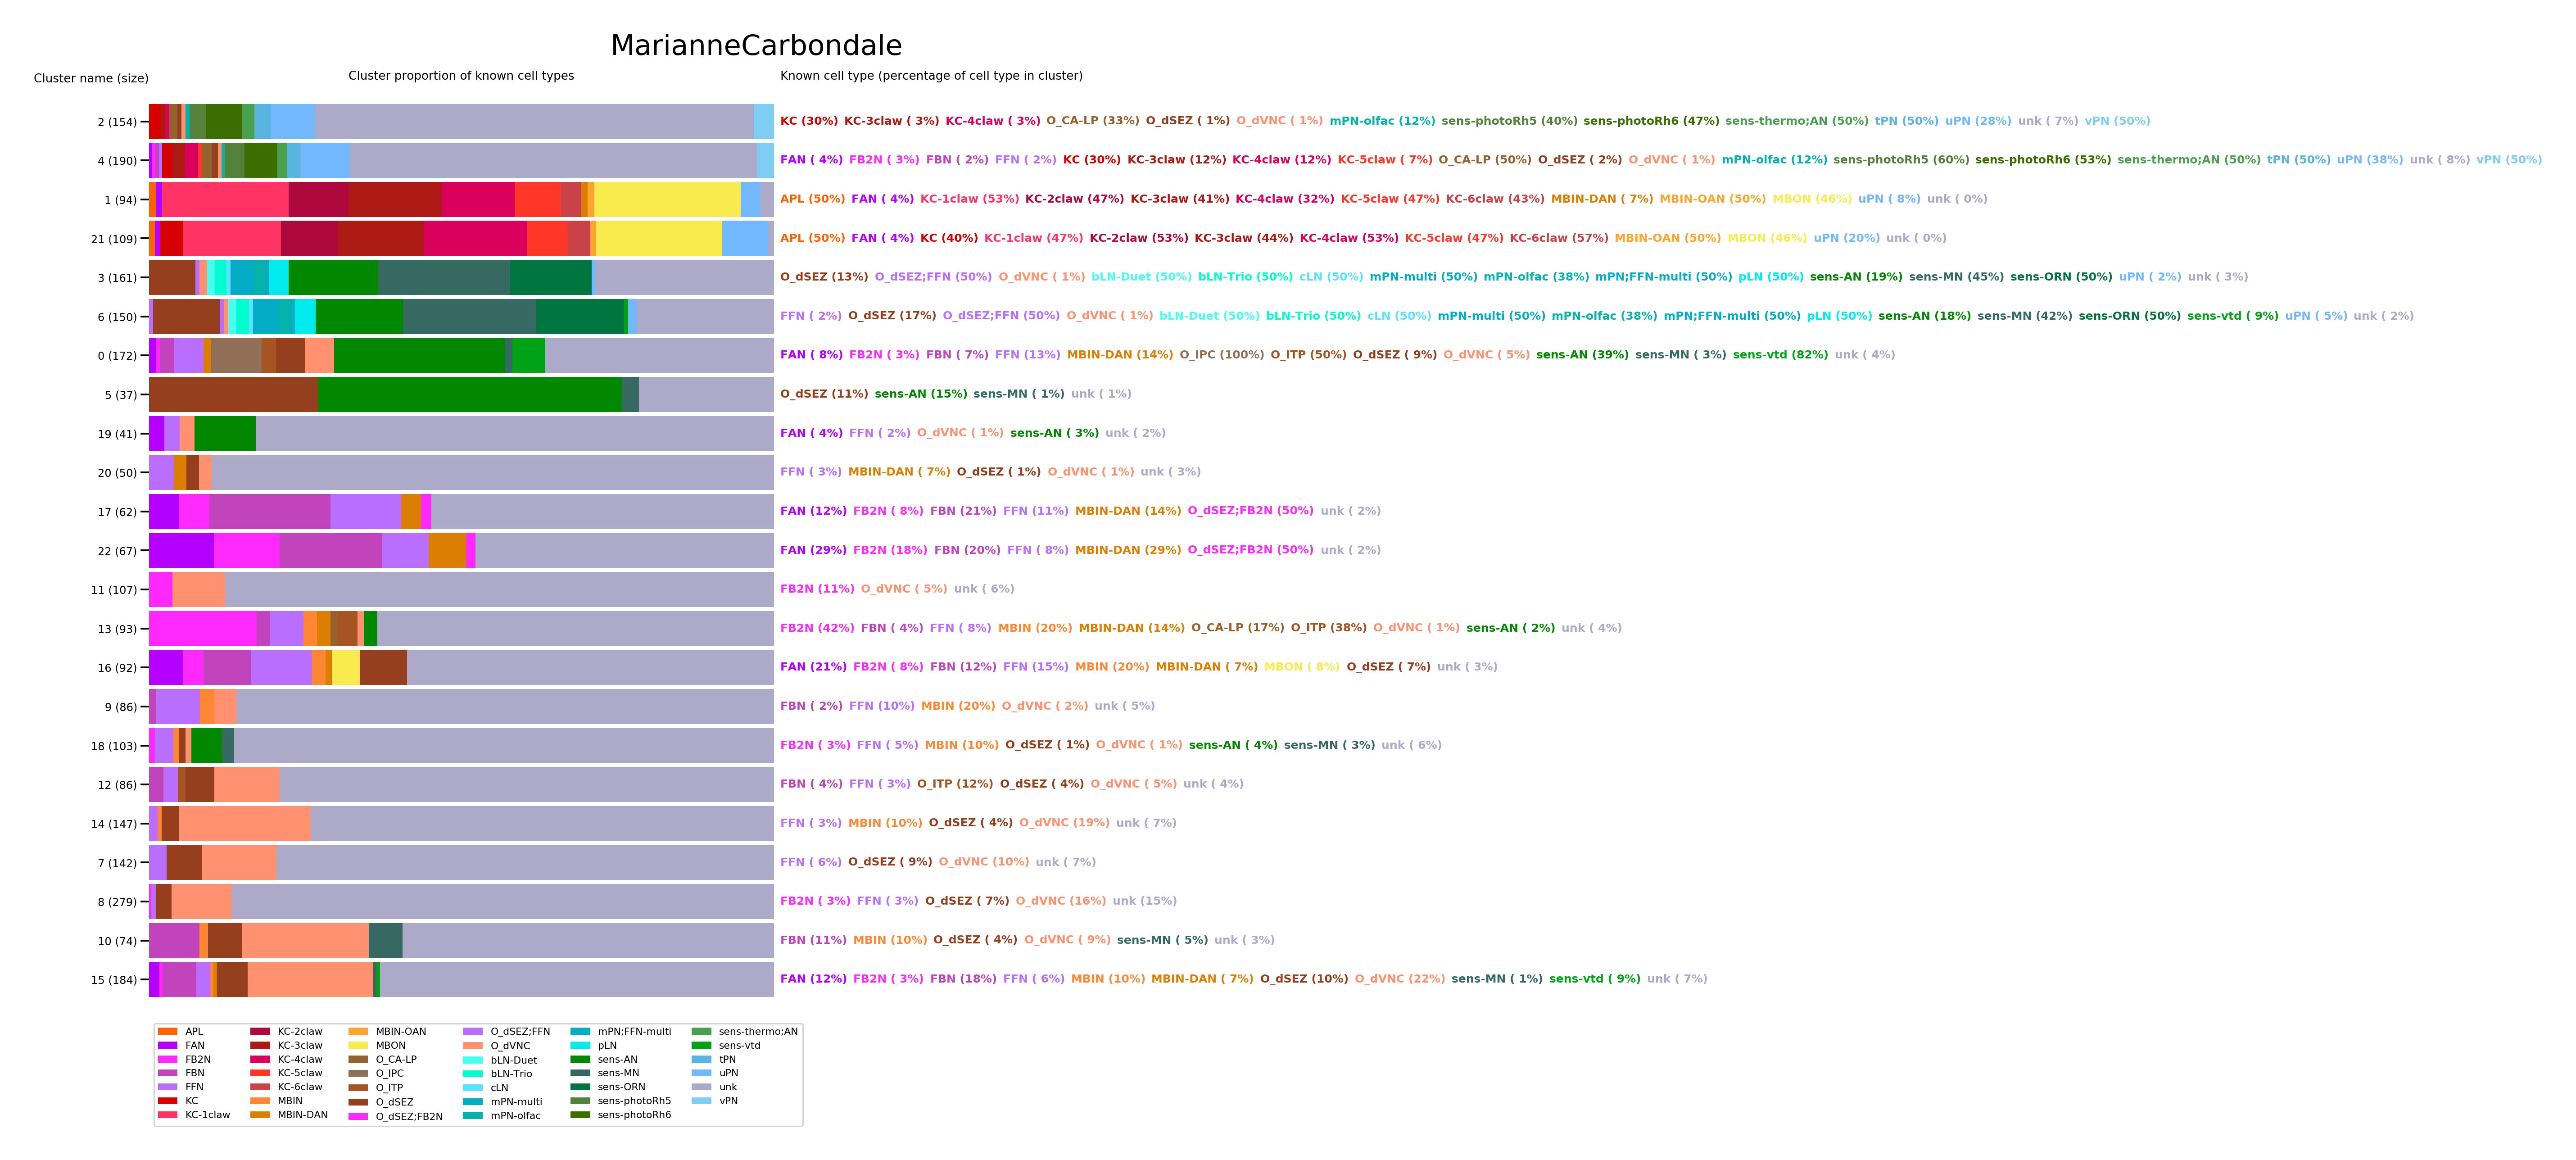 MarianneCarbondale
Cluster name (size)
Cluster proportion of known cell types
Known cell type (percentage of cell type in cluster)
2 (154) KC (30%) KC-3claw ( 3%) KC-4claw ( 3%) O_CA-LP (33%) O_dSEZ ( 1%) O_dVNC ( 1%) mPN-olfac (12%) sens-photoRh5 (40%) sens-photoRh6 (47%) sens-thermo;AN (50%) tPN (50%) uPN (28%) unk ( 7%) vPN (50%)
4 (190) FAN ( 4%) FB2N ( 3%) FBN ( 2%) FFN ( 2%) KC (30%) KC-3claw (12%) KC-4claw (12%) KC-5claw ( 7%) O_CA-LP (50%) O_dSEZ ( 2%) O_dVNC ( 1%) mPN-olfac (12%) sens-photoRh5 (60%) sens-photoRh6 (53%) sens-thermo;AN (50%) tPN (50%) uPN (38%) unk ( 8%) vPN (50%)
1 (94) APL (50%) FAN ( 4%) KC-1claw (53%) KC-2claw (47%) KC-3claw (41%) KC-4claw (32%) KC-5claw (47%) KC-6claw (43%) MBIN-DAN ( 7%) MBIN-OAN (50%) MBON (46%) uPN ( 8%) unk ( 0%)
21 (109) APL (50%) FAN ( 4%) KC (40%) KC-1claw (47%) KC-2claw (53%) KC-3claw (44%) KC-4claw (53%) KC-5claw (47%) KC-6claw (57%) MBIN-OAN (50%) MBON (46%) uPN (20%) unk ( 0%)
3 (161) O_dSEZ (13%) O_dSEZ;FFN (50%) O_dVNC ( 1%) bLN-Duet (50%) bLN-Trio (50%) cLN (50%) mPN-multi (50%) mPN-olfac (38%) mPN;FFN-multi (50%) pLN (50%) sens-AN (19%) sens-MN (45%) sens-ORN (50%) uPN ( 2%) unk ( 3%)
6 (150) FFN ( 2%) O_dSEZ (17%) O_dSEZ;FFN (50%) O_dVNC ( 1%) bLN-Duet (50%) bLN-Trio (50%) cLN (50%) mPN-multi (50%) mPN-olfac (38%) mPN;FFN-multi (50%) pLN (50%) sens-AN (18%) sens-MN (42%) sens-ORN (50%) sens-vtd ( 9%) uPN ( 5%) unk ( 2%)
0 (172) FAN ( 8%) FB2N ( 3%) FBN ( 7%) FFN (13%) MBIN-DAN (14%) O_IPC (100%) O_ITP (50%) O_dSEZ ( 9%) O_dVNC ( 5%) sens-AN (39%) sens-MN ( 3%) sens-vtd (82%) unk ( 4%)
5 (37) O_dSEZ (11%) sens-AN (15%) sens-MN ( 1%) unk ( 1%)
19 (41) FAN ( 4%) FFN ( 2%) O_dVNC ( 1%) sens-AN ( 3%) unk ( 2%)
20 (50) FFN ( 3%) MBIN-DAN ( 7%) O_dSEZ ( 1%) O_dVNC ( 1%) unk ( 3%)
17 (62) FAN (12%) FB2N ( 8%) FBN (21%) FFN (11%) MBIN-DAN (14%) O_dSEZ;FB2N (50%) unk ( 2%)
22 (67) FAN (29%) FB2N (18%) FBN (20%) FFN ( 8%) MBIN-DAN (29%) O_dSEZ;FB2N (50%) unk ( 2%)
11 (107) FB2N (11%) O_dVNC ( 5%) unk ( 6%)
13 (93) FB2N (42%) FBN ( 4%) FFN ( 8%) MBIN (20%) MBIN-DAN (14%) O_CA-LP (17%) O_ITP (38%) O_dVNC ( 1%) sens-AN ( 2%) unk ( 4%)
16 (92) FAN (21%) FB2N ( 8%) FBN (12%) FFN (15%) MBIN (20%) MBIN-DAN ( 7%) MBON ( 8%) O_dSEZ ( 7%) unk ( 3%)
9 (86) FBN ( 2%) FFN (10%) MBIN (20%) O_dVNC ( 2%) unk ( 5%)
18 (103) FB2N ( 3%) FFN ( 5%) MBIN (10%) O_dSEZ ( 1%) O_dVNC ( 1%) sens-AN ( 4%) sens-MN ( 3%) unk ( 6%)
12 (86) FBN ( 4%) FFN ( 3%) O_ITP (12%) O_dSEZ ( 4%) O_dVNC ( 5%) unk ( 4%)
14 (147) FFN ( 3%) MBIN (10%) O_dSEZ ( 4%) O_dVNC (19%) unk ( 7%)
7 (142) FFN ( 6%) O_dSEZ ( 9%) O_dVNC (10%) unk ( 7%)
8 (279) FB2N ( 3%) FFN ( 3%) O_dSEZ ( 7%) O_dVNC (16%) unk (15%)
10 (74) FBN (11%) MBIN (10%) O_dSEZ ( 4%) O_dVNC ( 9%) sens-MN ( 5%) unk ( 3%)
15 (184) FAN (12%) FB2N ( 3%) FBN (18%) FFN ( 6%) MBIN (10%) MBIN-DAN ( 7%) O_dSEZ (10%) O_dVNC (22%) sens-MN ( 1%) sens-vtd ( 9%) unk ( 7%)
APL KC-2claw MBIN-OAN O_dSEZ;FFN mPN;FFN-multi sens-thermo;AN
FAN KC-3claw MBON O_dVNC pLN sens-vtd
FB2N KC-4claw O_CA-LP bLN-Duet sens-AN tPN
FBN KC-5claw O_IPC bLN-Trio sens-MN uPN
FFN KC-6claw O_ITP cLN sens-ORN unk
KC MBIN O_dSEZ mPN-multi sens-photoRh5 vPN
KC-1claw MBIN-DAN O_dSEZ;FB2N mPN-olfac sens-photoRh6